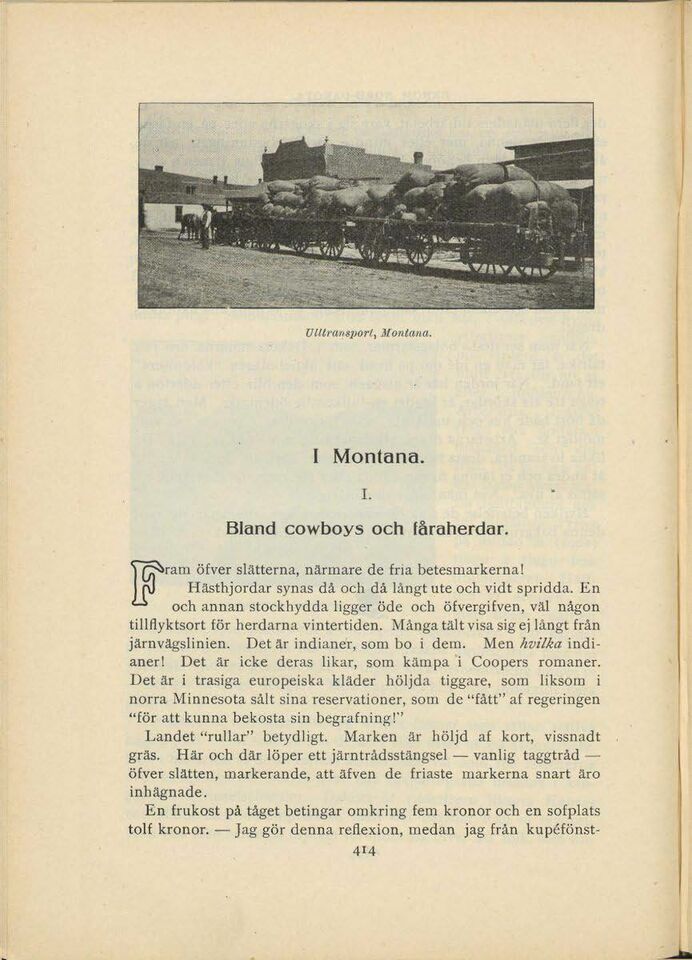 Ulltransport, Montana.
I Montana.
I.
Bland cowboys och fåraherdar.
Fram öfver slätterna, närmare de fria betesmarkerna!
Hästhjordar synas då och då långt ute och vidt spridda. En
och annan stockhydda ligger öde och öfvergifven, väl någon
tillflyktsort för herdarna vintertiden. Många tält visa sig ej långt från
järnvägslinien. Det är indianer, som bo i dem. Men hvilka indi-
aner! Det är icke deras likar, som kämpa i Coopers romaner.
Det är i trasiga europeiska kläder höljda tiggare, som liksom i
norra Minnesota sålt sina reservationer, som de “fått” af regeringen
“för att kunna bekosta sin begrafning!”
Landet “rullar” betydligt. Marken är höljd af kort, vissnadt
gräs. Här och där löper ett järntrådsstängsel — vanlig taggtråd —
öfver slätten, markerande, att äfven de friaste markerna snart äro
inhägnade.
En frukost på tåget betingar omkring fem kronor och en sofplats
tolf kronor. — Jag gör denna reflexion, medan jag från kupéfönst-
414